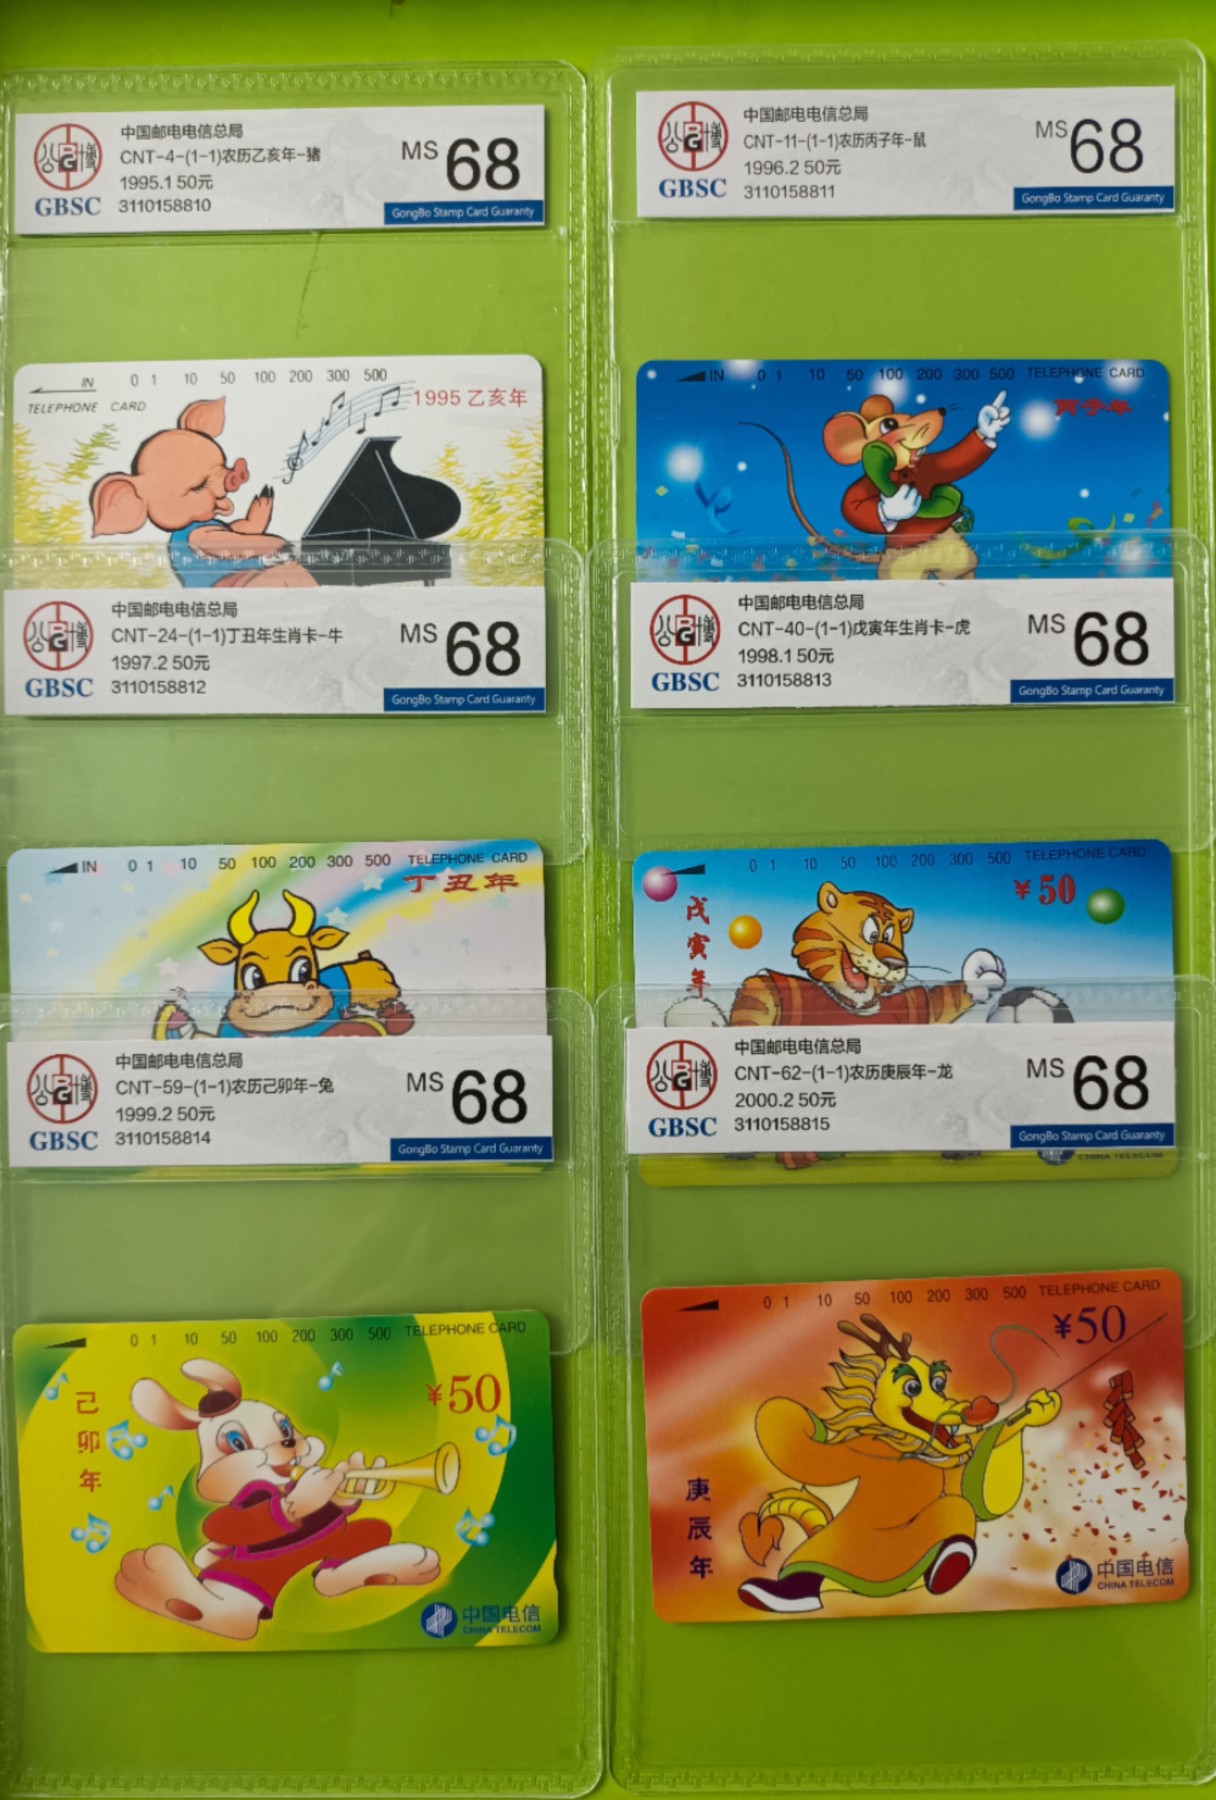 中国邮电电信总局
CNT-4-(1-1)农历乙亥年-猪
1995.1 50元
3110158810
GBSC
MS 68
GongBo Stamp Card Guaranty
中国邮电电信总局
CNT-11-(1-1)农历丙子年-鼠
1996.2 50元
3110158811
GBSC
MS 68
GongBo Stamp Card Guaranty
IN 0 1 10 50 100 200 300 500
TELEPHONE CARD
1995 乙亥年
IN 0 1 10 50 100 200 300 500 TELEPHONE CARD
丙子年
中国邮电电信总局
CNT-24-(1-1)丁丑年生肖卡-牛
1997.2 50元
3110158812
GBSC
MS 68
GongBo Stamp Card Guaranty
中国邮电电信总局
CNT-40-(1-1)戊寅年生肖卡-虎
1998.1 50元
3110158813
GBSC
MS 68
GongBo Stamp Card Guaranty
IN 0 1 10 50 100 200 300 500 TELEPHONE CARD
丁丑年
0 1 10 50 100 200 300 500 TELEPHONE CARD
¥50
戊寅年
中国邮电电信总局
CNT-59-(1-1)农历己卯年-兔
1999.2 50元
3110158814
GBSC
MS 68
GongBo Stamp Card Guaranty
中国邮电电信总局
CNT-62-(1-1)农历庚辰年-龙
2000.2 50元
3110158815
GBSC
MS 68
GongBo Stamp Card Guaranty
CHINA TELECOM
0 1 10 50 100 200 300 500 TELEPHONE CARD
¥50
己卯年
中国电信
CHINA TELECOM
0 1 10 50 100 200 300 500 TELEPHONE CARD
¥50
庚辰年
中国电信
CHINA TELECOM